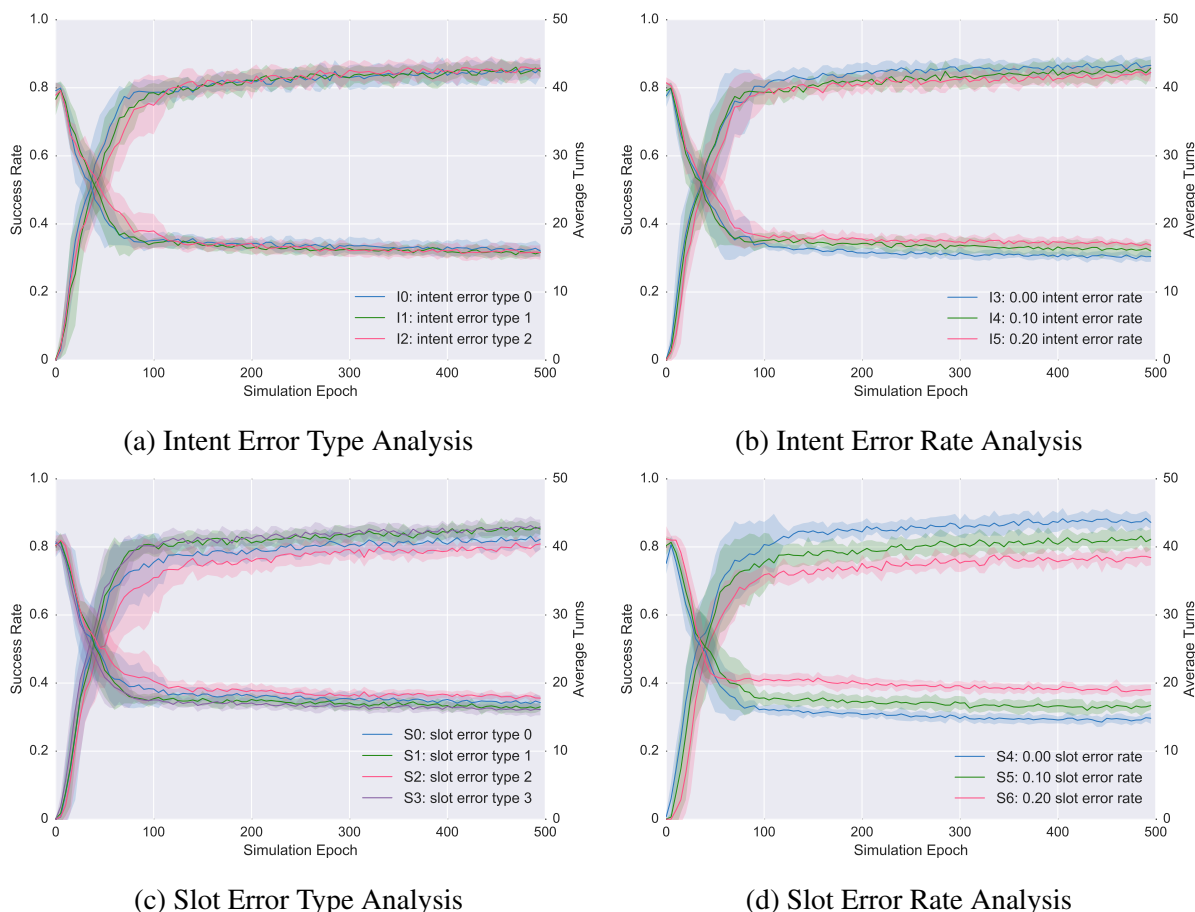 1.0 50
0.8 40
0.6 30
0.4 20
0.2 10
0 0
Success Rate
Average Turns
I0: intent error type 0
I1: intent error type 1
I2: intent error type 2
0 100 200 300 400 500
Simulation Epoch
(a) Intent Error Type Analysis
1.0 50
0.8 40
0.6 30
0.4 20
0.2 10
0 0
Success Rate
Average Turns
I3: 0.00 intent error rate
I4: 0.10 intent error rate
I5: 0.20 intent error rate
0 100 200 300 400 500
Simulation Epoch
(b) Intent Error Rate Analysis
1.0 50
0.8 40
0.6 30
0.4 20
0.2 10
0 0
Success Rate
Average Turns
S0: slot error type 0
S1: slot error type 1
S2: slot error type 2
S3: slot error type 3
0 100 200 300 400 500
Simulation Epoch
(c) Slot Error Type Analysis
1.0 50
0.8 40
0.6 30
0.4 20
0.2 10
0 0
Success Rate
Average Turns
S4: 0.00 slot error rate
S5: 0.10 slot error rate
S6: 0.20 slot error rate
0 100 200 300 400 500
Simulation Epoch
(d) Slot Error Rate Analysis